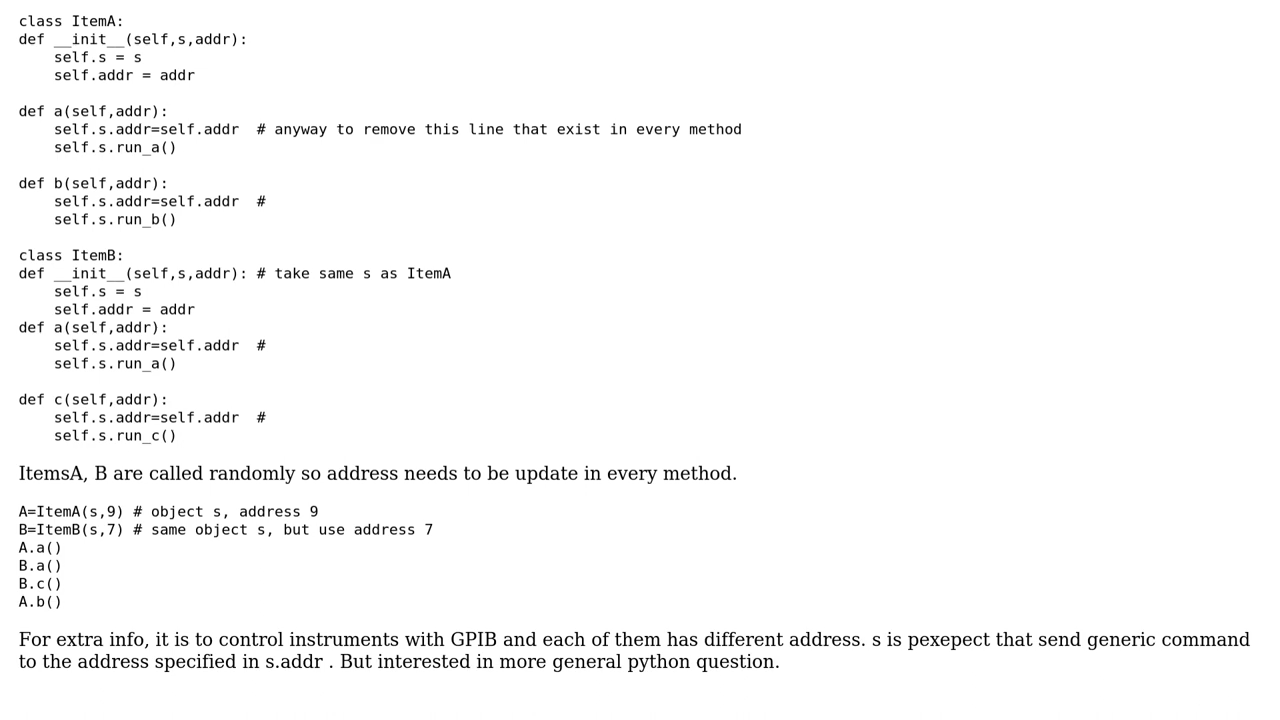 class ItemA:
def __init__(self,s,addr):
    self.s = s
    self.addr = addr

def a(self,addr):
    self.s.addr=self.addr  # anyway to remove this line that exist in every method
    self.s.run_a()

def b(self,addr):
    self.s.addr=self.addr  #
    self.s.run_b()

class ItemB:
def __init__(self,s,addr): # take same s as ItemA
    self.s = s
    self.addr = addr
def a(self,addr):
    self.s.addr=self.addr  #
    self.s.run_a()

def c(self,addr):
    self.s.addr=self.addr  #
    self.s.run_c()

ItemsA, B are called randomly so address needs to be update in every method.

A=ItemA(s,9) # object s, address 9
B=ItemB(s,7) # same object s, but use address 7
A.a()
B.a()
B.c()
A.b()

For extra info, it is to control instruments with GPIB and each of them has different address. s is pexepect that send generic command
to the address specified in s.addr . But interested in more general python question.